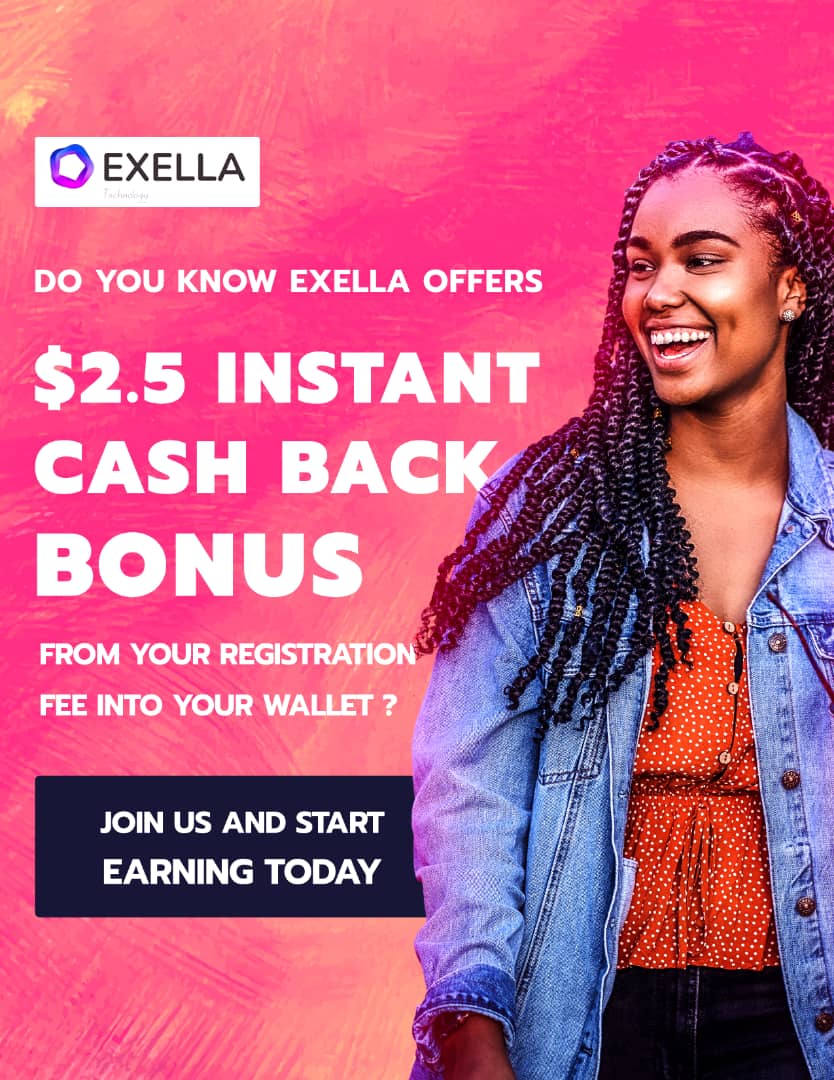 EXELLA
Technology
DO YOU KNOW EXELLA OFFERS
$2.5 INSTANT
CASH BACK
BONUS
FROM YOUR REGISTRATION
FEE INTO YOUR WALLET ?
JOIN US AND START
EARNING TODAY